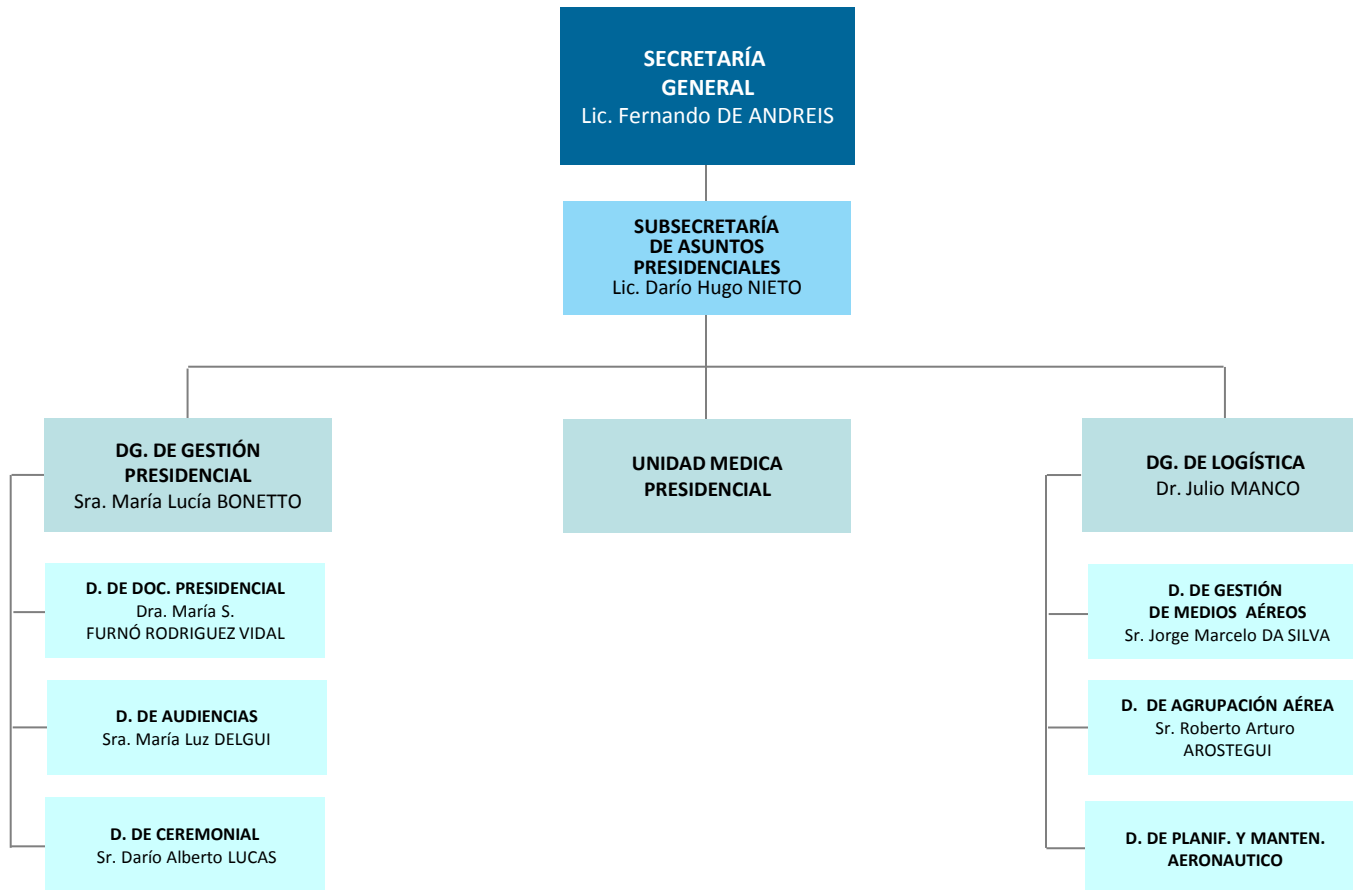 SECRETARÍA
GENERAL
Lic. Fernando DE ANDREIS
SUBSECRETARÍA
DE ASUNTOS
PRESIDENCIALES
Lic. Darío Hugo NIETO
DG. DE GESTIÓN
PRESIDENCIAL
Sra. María Lucía BONETTO
UNIDAD MEDICA
PRESIDENCIAL
DG. DE LOGÍSTICA
Dr. Julio MANCO
D. DE DOC. PRESIDENCIAL
Dra. María S.
FURNÓ RODRIGUEZ VIDAL
D. DE AUDIENCIAS
Sra. María Luz DELGUI
D. DE CEREMONIAL
Sr. Darío Alberto LUCAS
D. DE GESTIÓN
DE MEDIOS AÉREOS
Sr. Jorge Marcelo DA SILVA
D. DE AGRUPACIÓN AÉREA
Sr. Roberto Arturo
AROSTEGUI
D. DE PLANIF. Y MANTEN.
AERONAUTICO